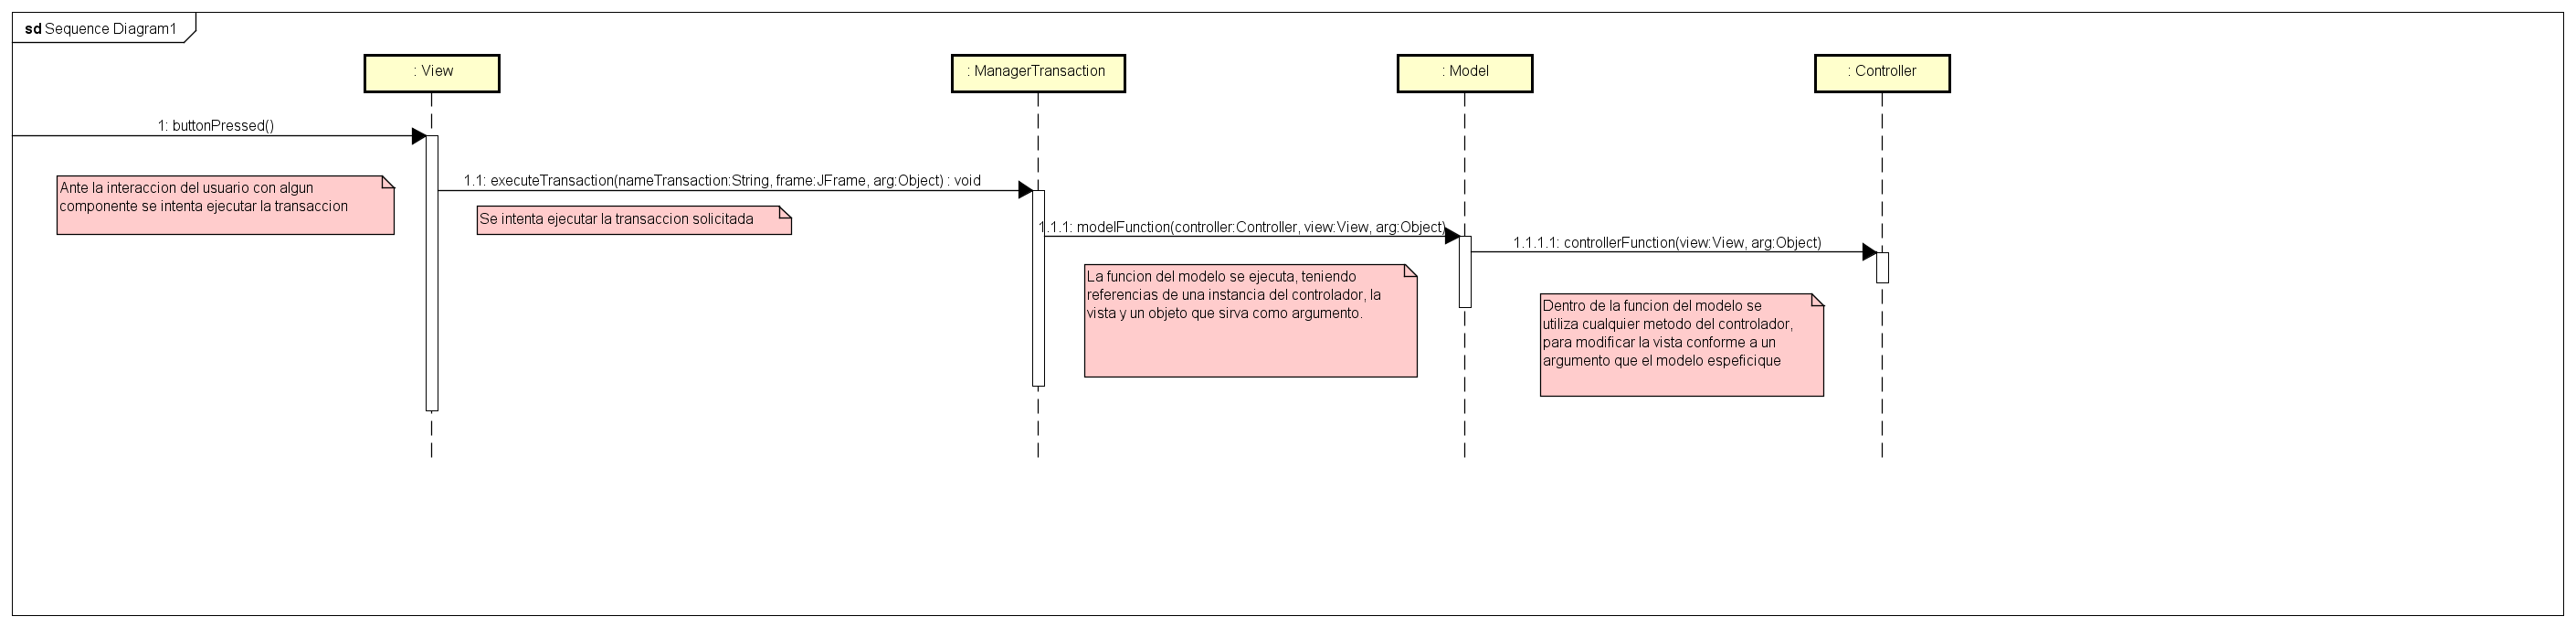 sd Sequence Diagram1
: View
: ManagerTransaction
: Model
: Controller
1: buttonPressed()
1.1: executeTransaction(nameTransaction:String, frame:JFrame, arg:Object) : void
Ante la interaccion del usuario con algun
componente se intenta ejecutar la transaccion
Se intenta ejecutar la transaccion solicitada
1.1.1: modelFunction(controller:Controller, view:View, arg:Object)
1.1.1.1: controllerFunction(view:View, arg:Object)
La funcion del modelo se ejecuta, teniendo
referencias de una instancia del controlador, la
vista y un objeto que sirva como argumento.
Dentro de la funcion del modelo se
utiliza cualquier metodo del controlador,
para modificar la vista conforme a un
argumento que el modelo espeficique